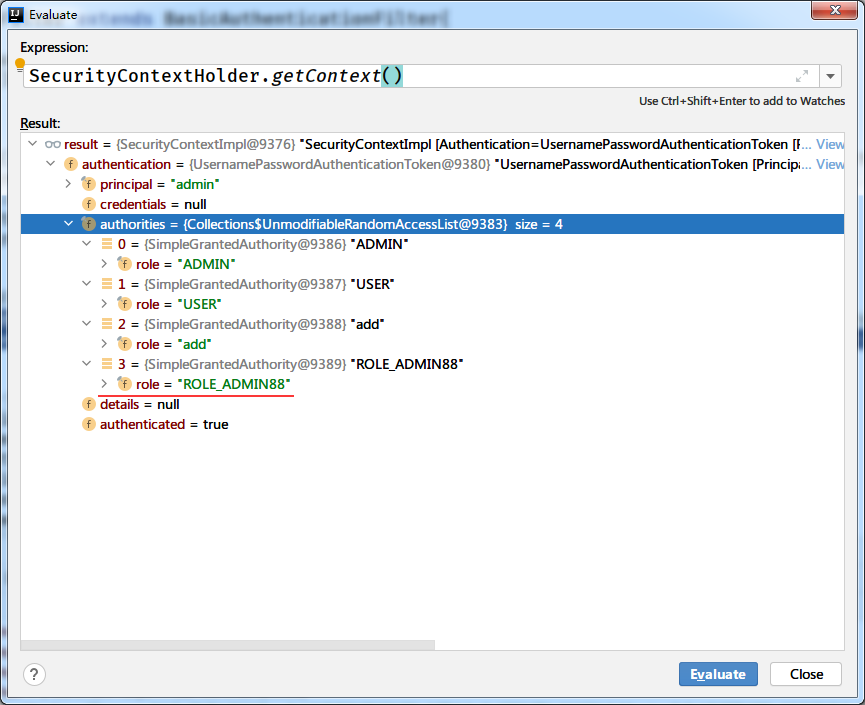 Evaluate
extends BasicAuthenticationFilter{
Expression:
SecurityContextHolder.getContext()
Use Ctrl+Shift+Enter to add to Watches
Result:
result = {SecurityContextImpl@9376} "SecurityContextImpl [Authentication=UsernamePasswordAuthenticationToken [F... View
authentication = {UsernamePasswordAuthenticationToken@9380} "UsernamePasswordAuthenticationToken [Principa... View
principal = "admin"
credentials = null
authorities = {Collections$UnmodifiableRandomAccessList@9383} size = 4
0 = {SimpleGrantedAuthority@9386} "ADMIN"
role = "ADMIN"
1 = {SimpleGrantedAuthority@9387} "USER"
role = "USER"
2 = {SimpleGrantedAuthority@9388} "add"
role = "add"
3 = {SimpleGrantedAuthority@9389} "ROLE_ADMIN88"
role = "ROLE_ADMIN88"
details = null
authenticated = true
?
Evaluate
Close